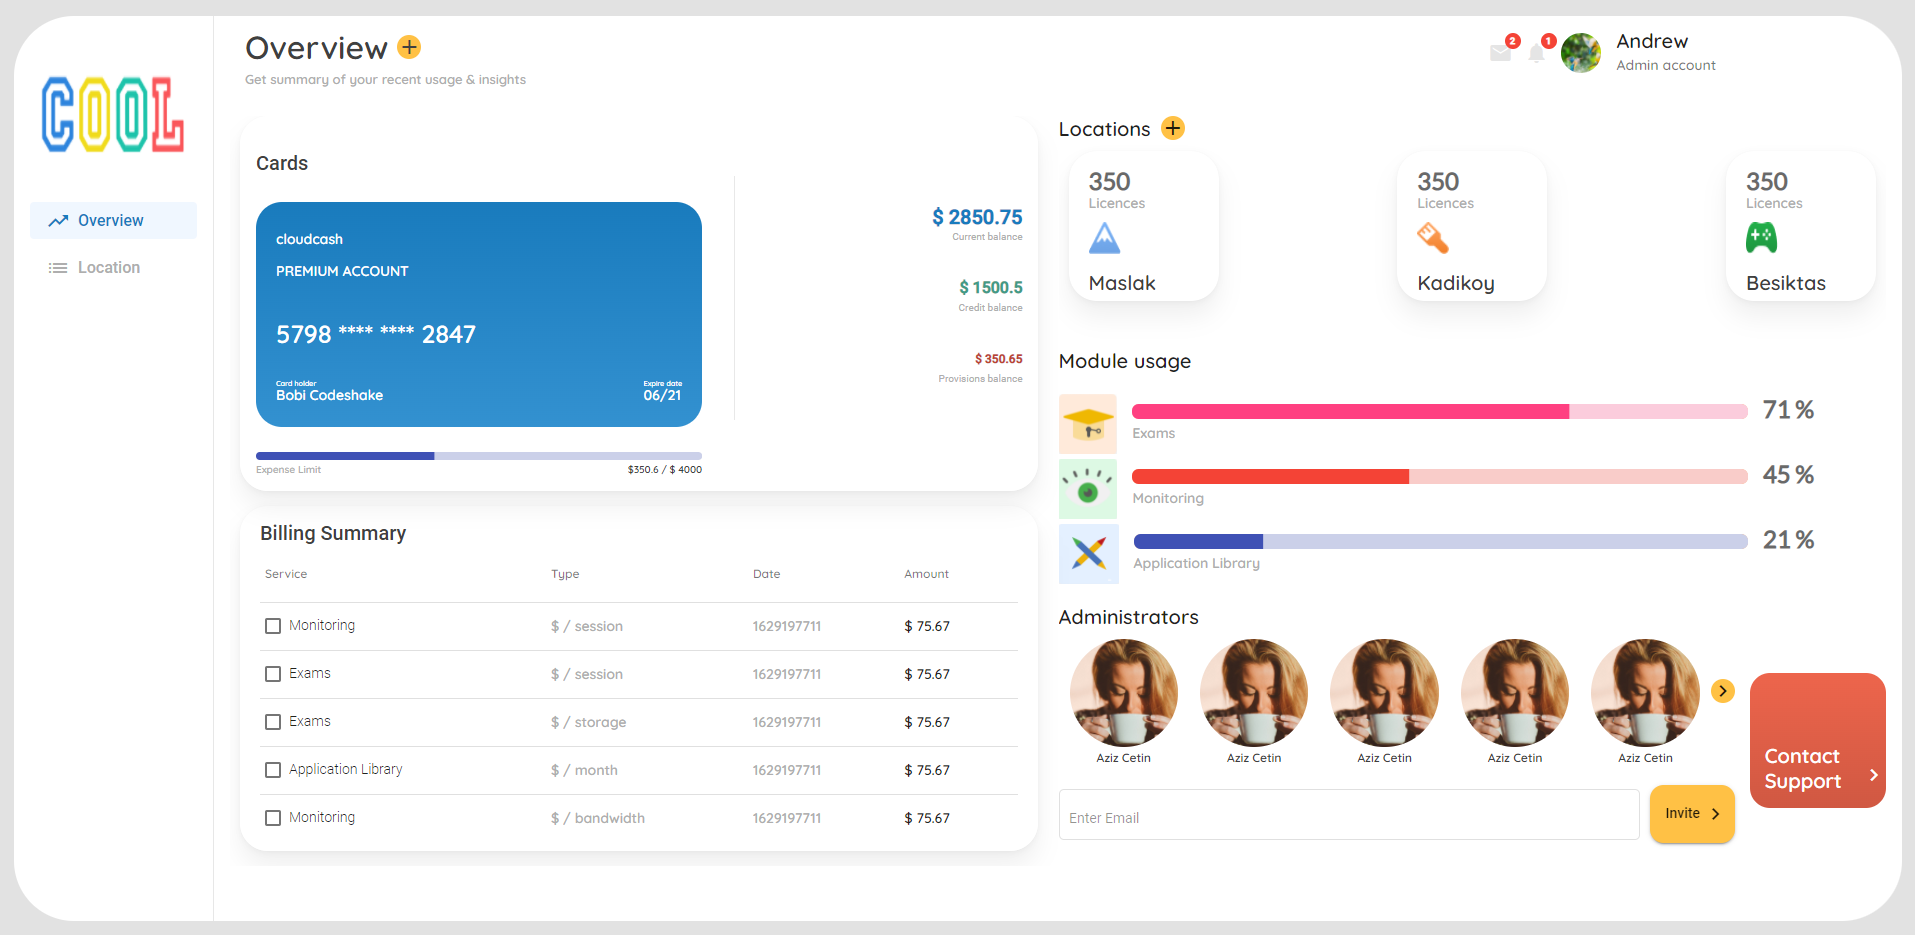 COOL
Overview
Location
Overview
Get summary of your recent usage & insights
2
1
Andrew
Admin account
Cards
cloudcash
PREMIUM ACCOUNT
5798 **** **** 2847
Card holder
Bobi Codeshake
Expire date
06/21
Expense Limit
$350.6 / $ 4000
$ 2850.75
Current balance
$ 1500.5
Credit balance
$ 350.65
Provisions balance
Billing Summary
Service Type Date Amount
Monitoring $ / session 1629197711 $ 75.67
Exams $ / session 1629197711 $ 75.67
Exams $ / storage 1629197711 $ 75.67
Application Library $ / month 1629197711 $ 75.67
Monitoring $ / bandwidth 1629197711 $ 75.67
Locations
350
Licences
Maslak
350
Licences
Kadikoy
350
Licences
Besiktas
Module usage
71 %
Exams
45 %
Monitoring
21 %
Application Library
Administrators
Aziz Cetin
Aziz Cetin
Aziz Cetin
Aziz Cetin
Aziz Cetin
Enter Email
Invite
Contact
Support